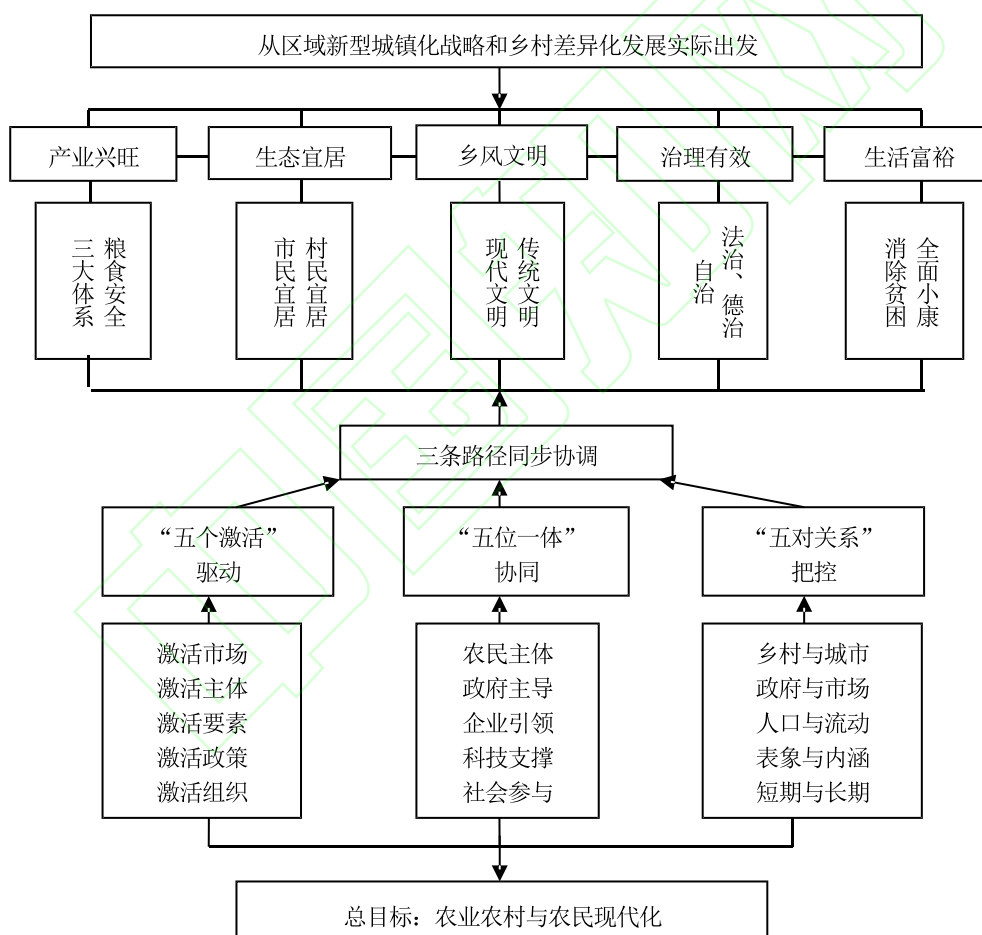 从区域新型城镇化战略和乡村差异化发展实际出发
产业兴旺
生态宜居
乡风文明
治理有效
生活富裕
粮食安全
三大体系
村民宜居
市民宜居
传统文明
现代文明
法治、德治
自治
全面小康
消除贫困
三条路径同步协调
“五个激活”
驱动
“五位一体”
协同
“五对关系”
把控
激活市场
激活主体
激活要素
激活政策
激活组织
农民主体
政府主导
企业引领
科技支撑
社会参与
乡村与城市
政府与市场
人口与流动
表象与内涵
短期与长期
总目标：农业农村与农民现代化